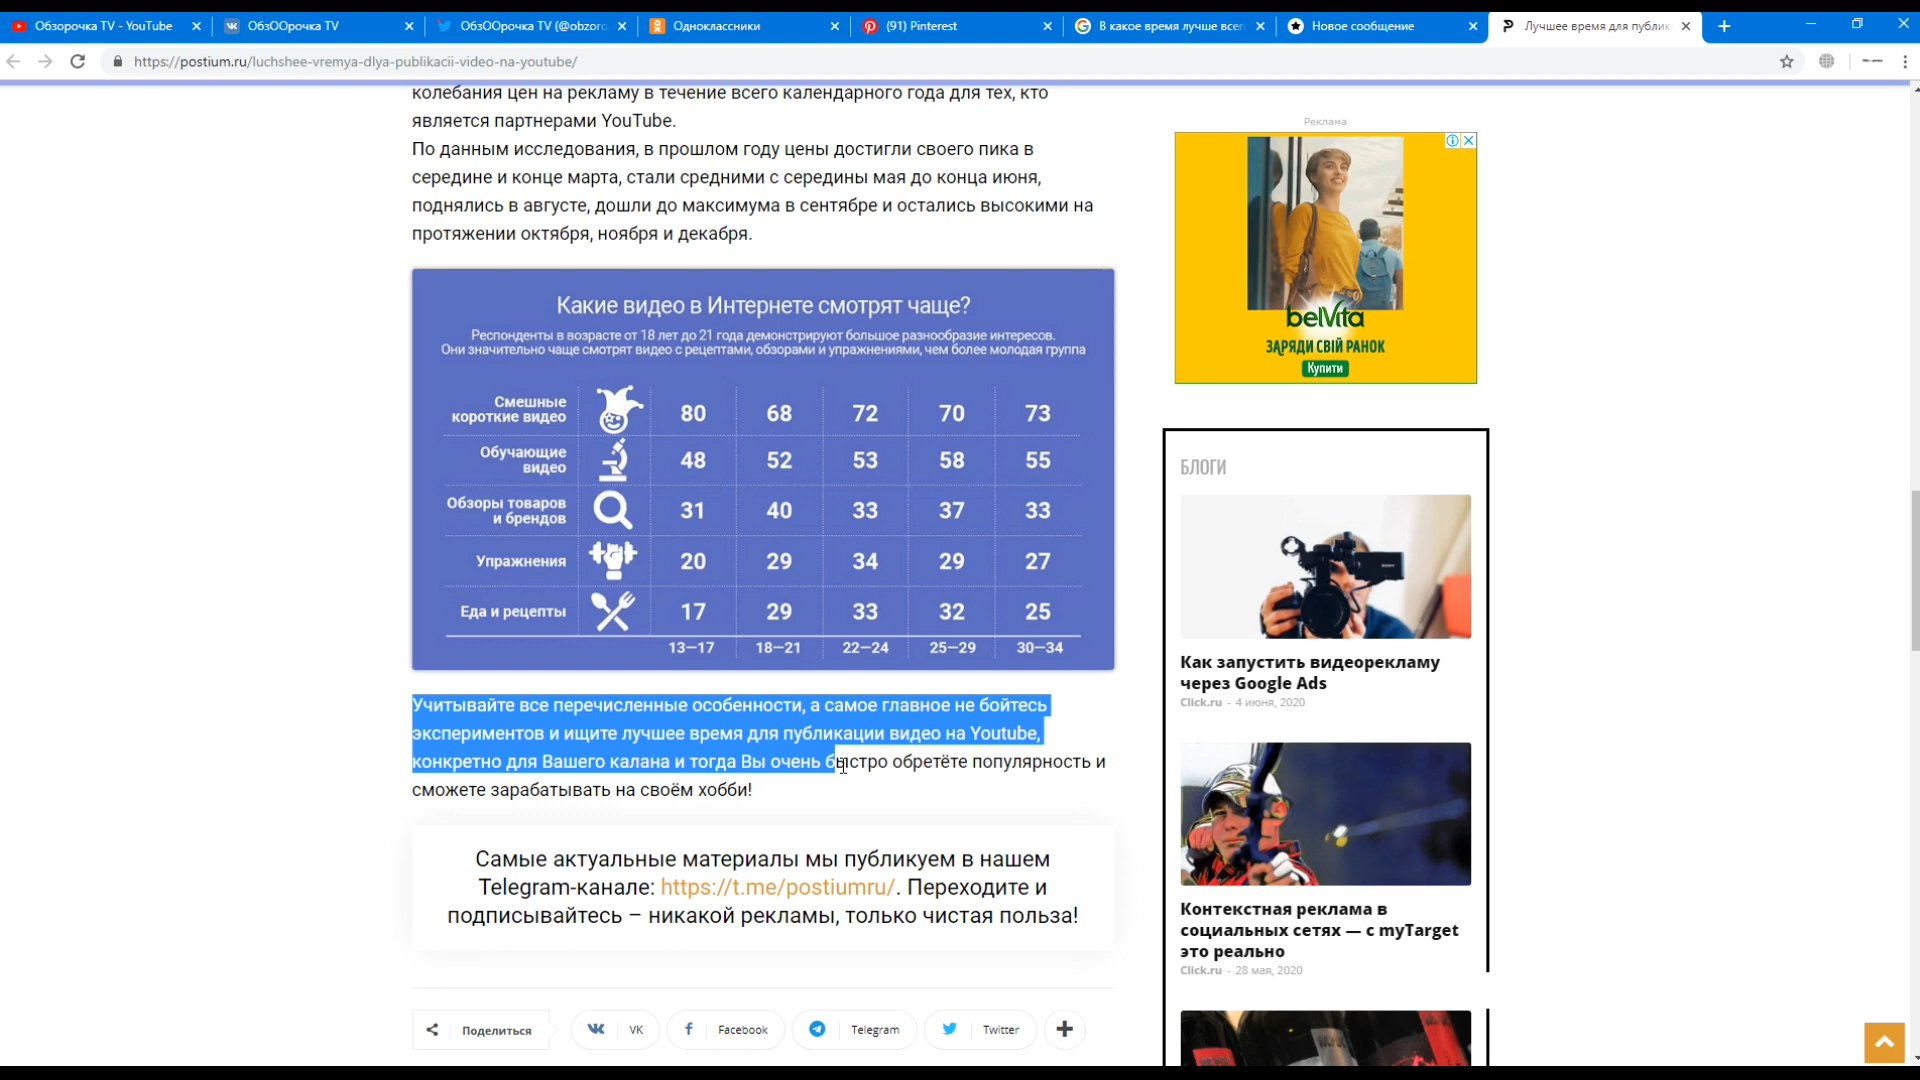 Обзорочка TV - YouTube
ОбзОOрочка TV
ОбзОOрочка TV (@obzoro
Одноклассники
(91) Pinterest
В какое время лучше всег
Новое сообщение
Лучшее время для публик
https://postium.ru/luchshee-vremya-dlya-publikacii-video-na-youtube/
колебания цен на рекламу в течение всего календарного года для тех, кто
является партнерами YouTube.
По данным исследования, в прошлом году цены достигли своего пика в
середине и конце марта, стали средними с середины мая до конца июня,
поднялись в августе, дошли до максимума в сентябре и остались высокими на
протяжении октября, ноября и декабря.
Какие видео в Интернете смотрят чаще?
Респонденты в возрасте от 18 лет до 21 года демонстрируют большое разнообразие интересов.
Они значительно чаще смотрят видео с рецептами, обзорами и упражнениями, чем более молодая группа
Смешные
короткие видео
80 68 72 70 73
Обучающие
видео
48 52 53 58 55
Обзоры товаров
и брендов
31 40 33 37 33
Упражнения
20 29 34 29 27
Еда и рецепты
17 29 33 32 25
13—17 18—21 22—24 25—29 30—34
Учитывайте все перечисленные особенности, а самое главное не бойтесь
экспериментов и ищите лучшее время для публикации видео на Youtube,
конкретно для Вашего калана и тогда Вы очень быстро обретёте популярность и
сможете зарабатывать на своём хобби!
Самые актуальные материалы мы публикуем в нашем
Telegram-канале: https://t.me/postiumru/. Переходите и
подписывайтесь – никакой рекламы, только чистая польза!
Поделиться
VK
Facebook
Telegram
Twitter
Реклама
belVita
ЗАРЯДИ СВІЙ РАНОК
Купити
БЛОГИ
Как запустить видеорекламу
через Google Ads
Click.ru - 4 июня, 2020
Контекстная реклама в
социальных сетях — с myTarget
это реально
Click.ru - 28 мая, 2020